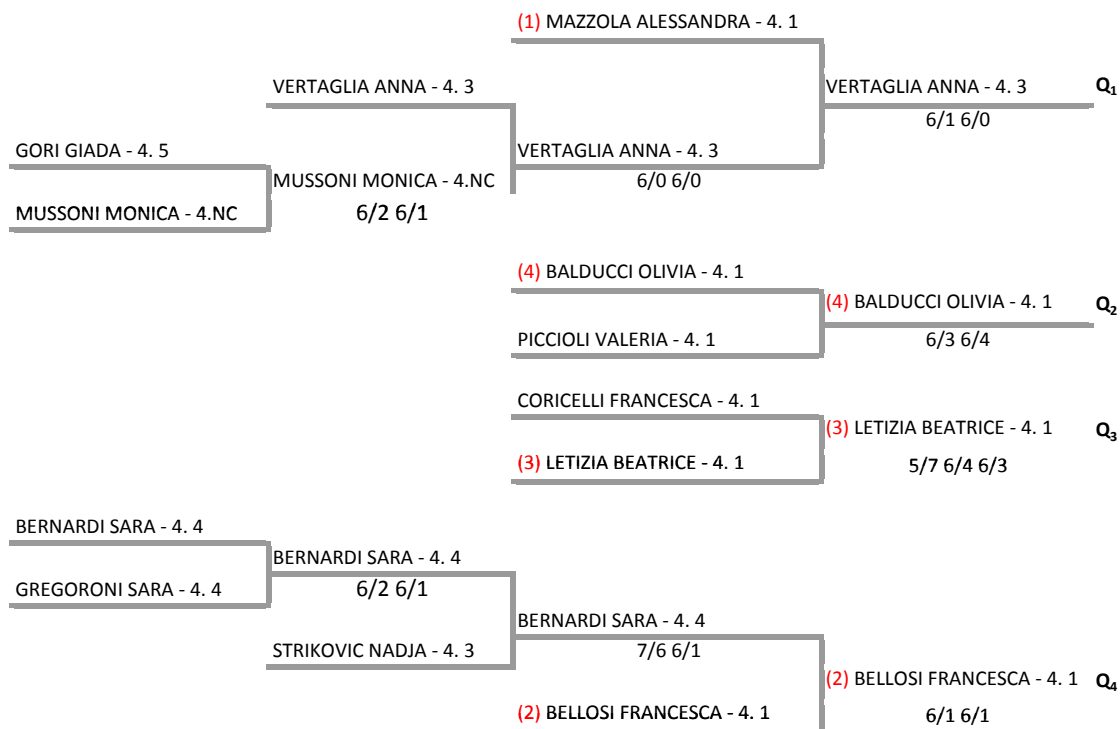 (1) MAZZOLA ALESSANDRA - 4. 1
VERTAGLIA ANNA - 4. 3
VERTAGLIA ANNA - 4. 3
Q1
6/1 6/0
GORI GIADA - 4. 5
VERTAGLIA ANNA - 4. 3
MUSSONI MONICA - 4.NC
6/0 6/0
MUSSONI MONICA - 4.NC
6/2 6/1
(4) BALDUCCI OLIVIA - 4. 1
(4) BALDUCCI OLIVIA - 4. 1
Q2
PICCIOLI VALERIA - 4. 1
6/3 6/4
CORICELLI FRANCESCA - 4. 1
(3) LETIZIA BEATRICE - 4. 1
Q3
(3) LETIZIA BEATRICE - 4. 1
5/7 6/4 6/3
BERNARDI SARA - 4. 4
BERNARDI SARA - 4. 4
GREGORONI SARA - 4. 4
6/2 6/1
BERNARDI SARA - 4. 4
STRIKOVIC NADJA - 4. 3
7/6 6/1
(2) BELLOSI FRANCESCA - 4. 1
Q4
(2) BELLOSI FRANCESCA - 4. 1
6/1 6/1